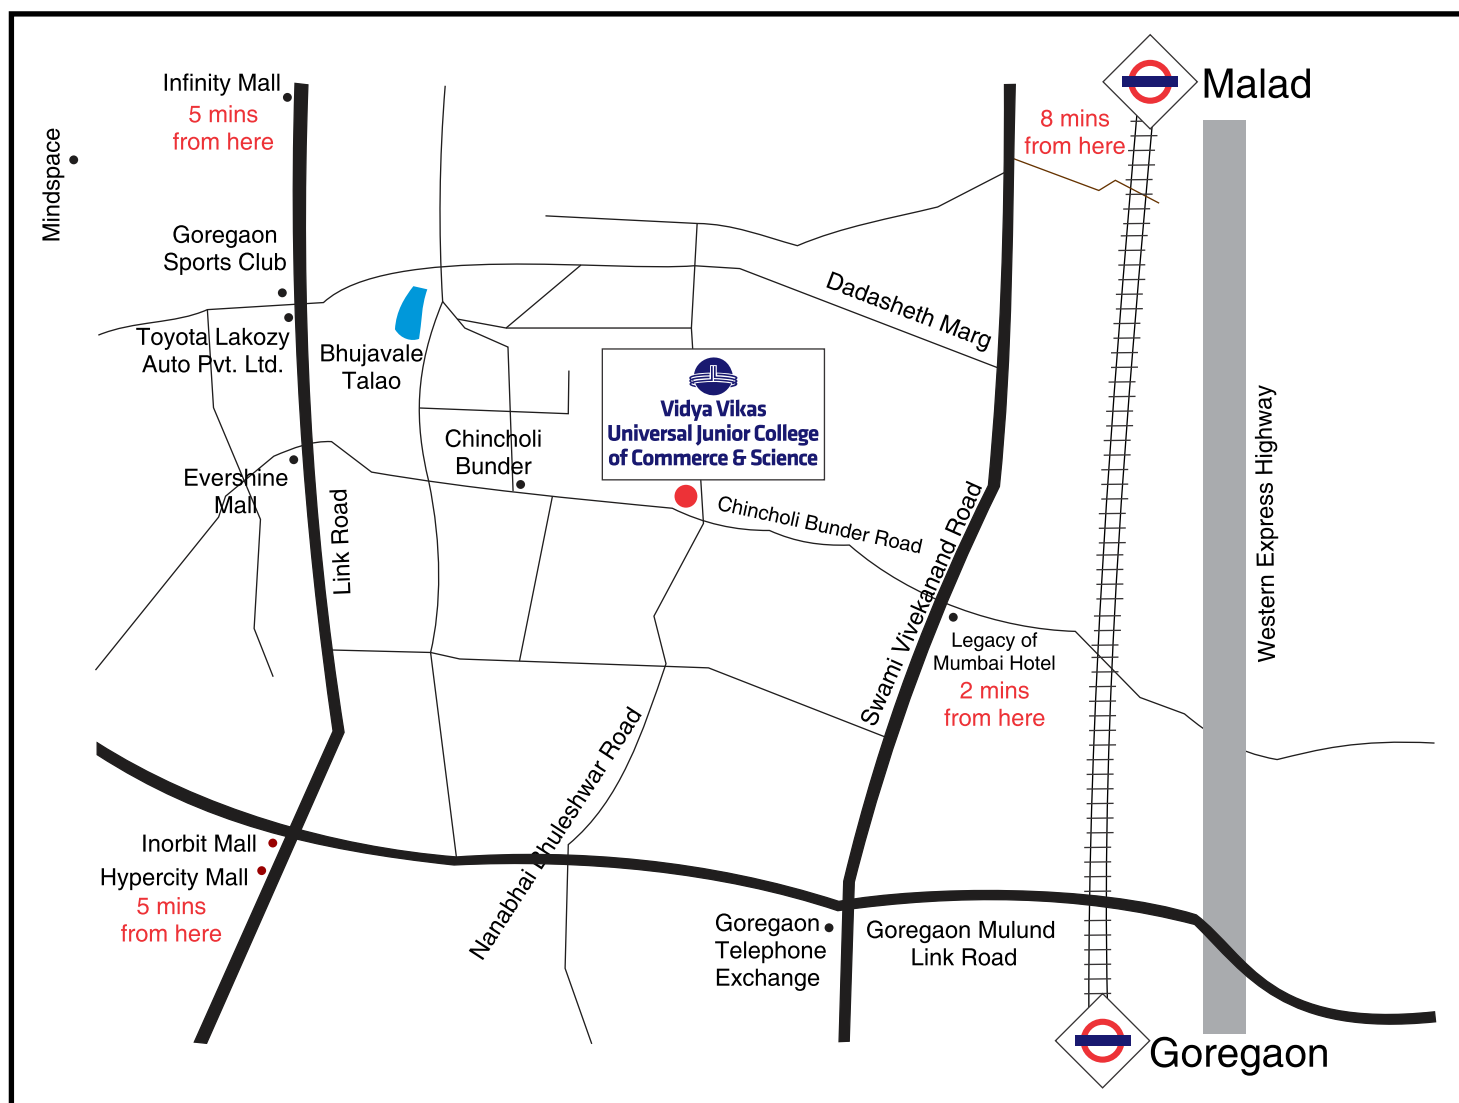 Malad
Infinity Mall
5 mins
from here
8 mins
from here
Mindspace
Goregaon
Sports Club
Toyota Lakozy
Auto Pvt. Ltd.
Bhujavale
Talao
Dadasheth Marg
Vidya Vikas
Universal Junior College
of Commerce & Science
Chincholi
Bunder
Evershine
Mall
Link Road
Chincholi Bunder Road
Swami Vivekanand Road
Western Express Highway
Legacy of
Mumbai Hotel
2 mins
from here
Nanabhai Bhuleshwar Road
Inorbit Mall
Hypercity Mall
5 mins
from here
Goregaon
Telephone
Exchange
Goregaon Mulund
Link Road
Goregaon